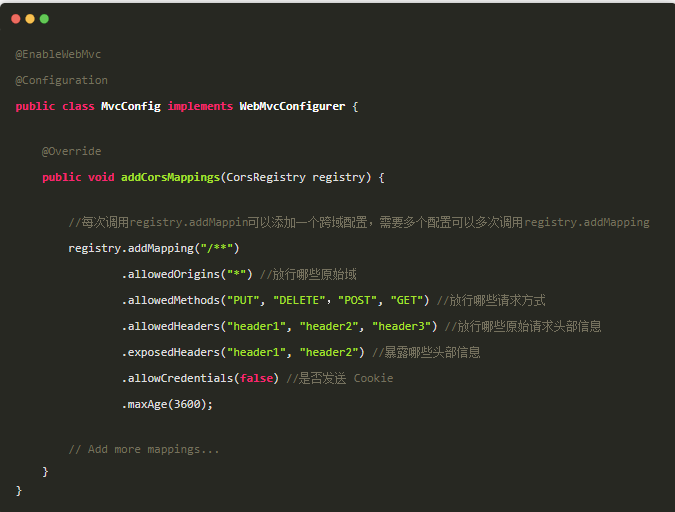 @EnableWebMvc
@Configuration
public class MvcConfig implements WebMvcConfigurer {
@Override
public void addCorsMappings(CorsRegistry registry) {
//每次调用registry.addMappin可以添加一个跨域配置，需要多个配置可以多次调用registry.addMapping
registry.addMapping("/**")
.allowedOrigins("*") //放行哪些原始域
.allowedMethods("PUT", "DELETE"，"POST", "GET") //放行哪些请求方式
.allowedHeaders("header1", "header2", "header3") //放行哪些原始请求头部信息
.exposedHeaders("header1", "header2") //暴露哪些头部信息
.allowCredentials(false) //是否发送 Cookie
.maxAge(3600);
// Add more mappings...
}
}